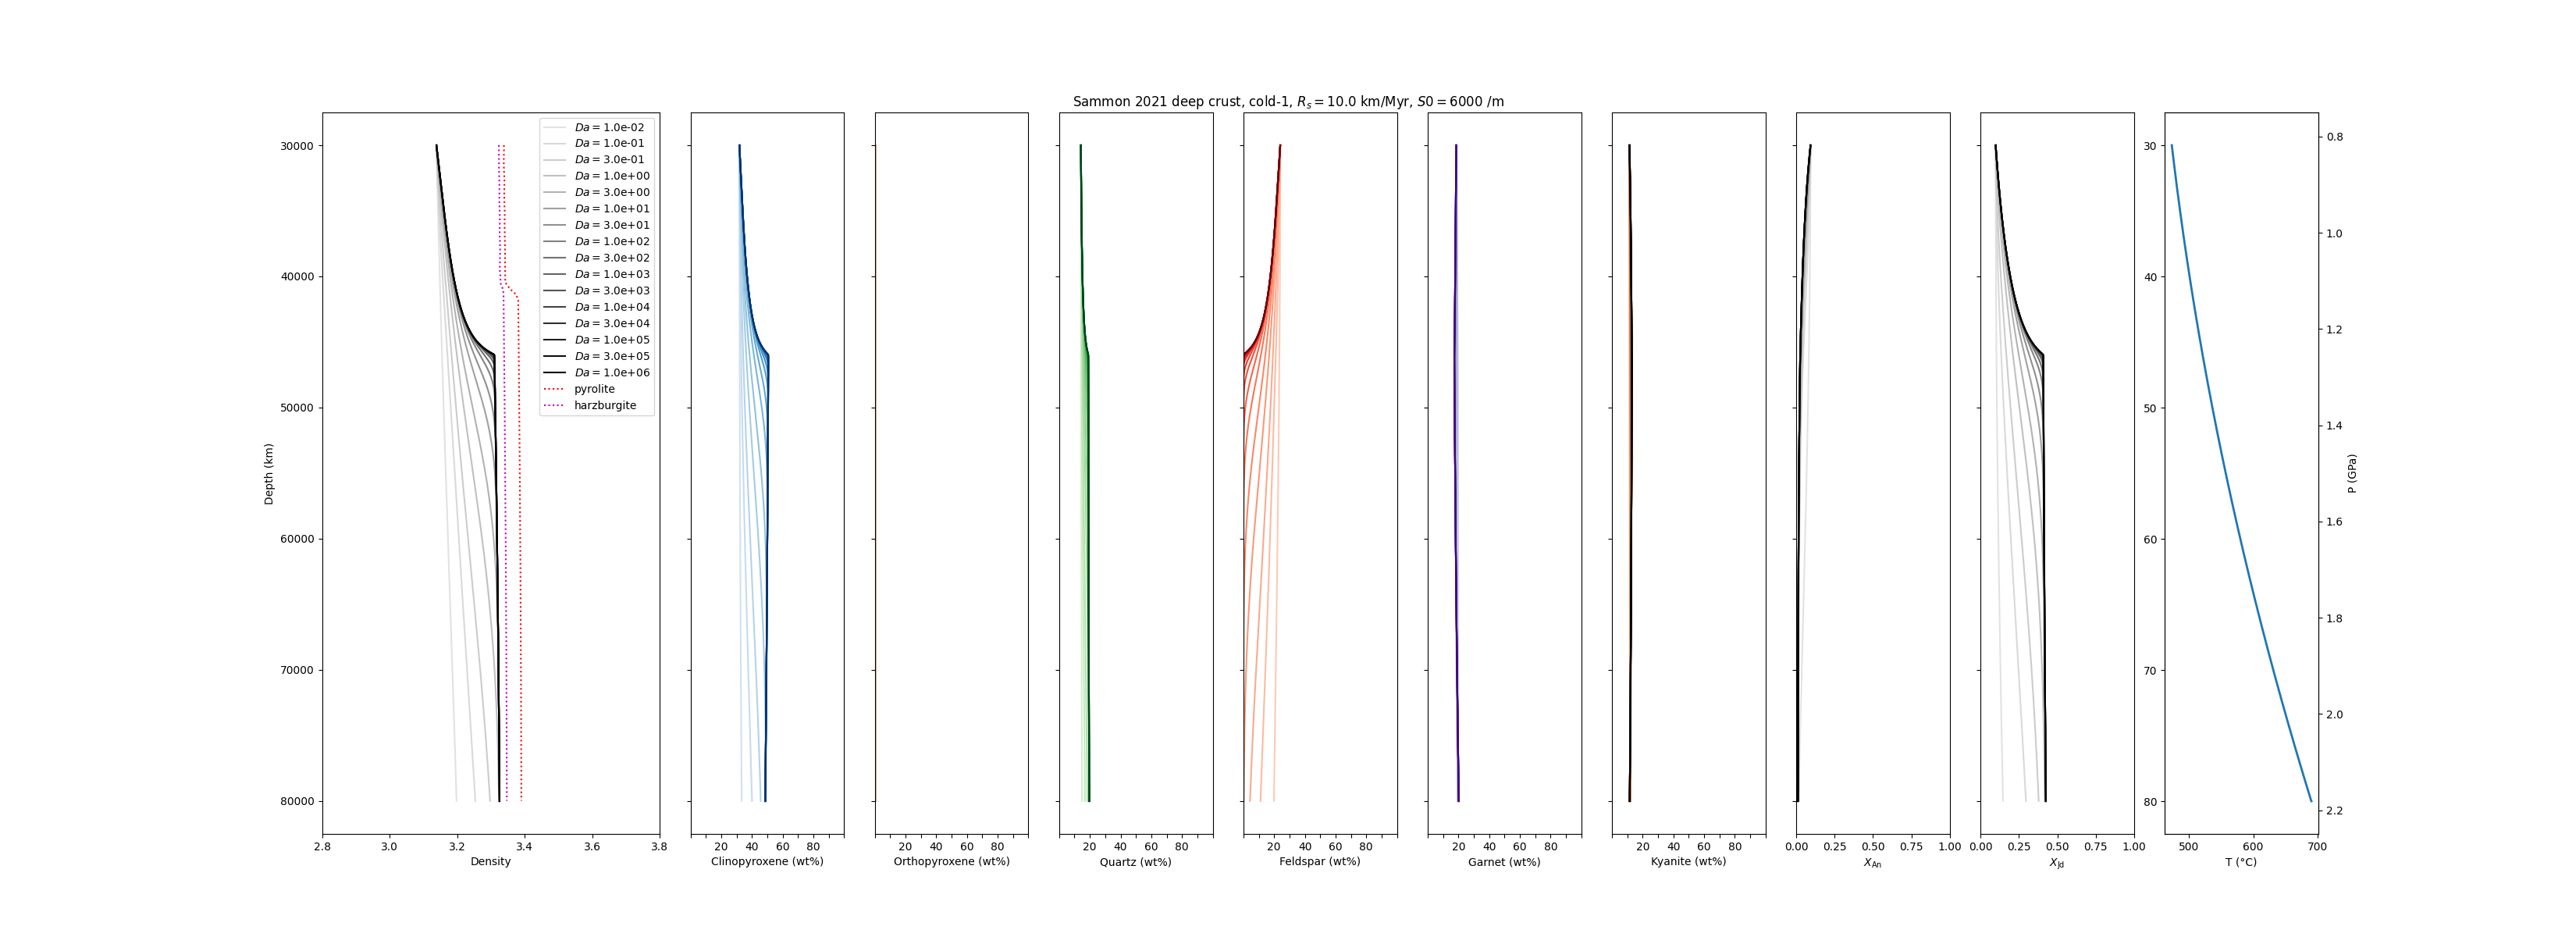 Sammon 2021 deep crust, cold-1, Rs = 10.0 km/Myr, S0 = 6000 /m
Da = 1.0e-02
Da = 1.0e-01
Da = 3.0e-01
Da = 1.0e+00
Da = 3.0e+00
Da = 1.0e+01
Da = 3.0e+01
Da = 1.0e+02
Da = 3.0e+02
Da = 1.0e+03
Da = 3.0e+03
Da = 1.0e+04
Da = 3.0e+04
Da = 1.0e+05
Da = 3.0e+05
Da = 1.0e+06
pyrolite
harzburgite
Depth (km)
30000
40000
50000
60000
70000
80000
2.8 3.0 3.2 3.4 3.6 3.8
Density
20 40 60 80
Clinopyroxene (wt%)
20 40 60 80
Orthopyroxene (wt%)
20 40 60 80
Quartz (wt%)
20 40 60 80
Feldspar (wt%)
20 40 60 80
Garnet (wt%)
20 40 60 80
Kyanite (wt%)
0.00 0.25 0.50 0.75 1.00
XAn
0.00 0.25 0.50 0.75 1.00
XJd
30
40
50
60
70
80
500 600 700
T (°C)
0.8
1.0
1.2
1.4
1.6
1.8
2.0
2.2
P (GPa)